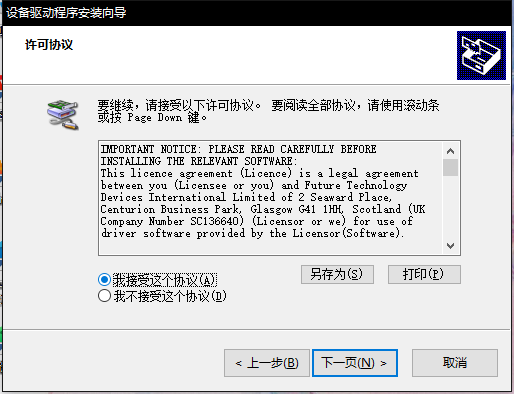 设备驱动程序安装向导
许可协议
要继续，请接受以下许可协议。 要阅读全部协议，请使用滚动条
或按 Page Down 键。
IMPORTANT NOTICE: PLEASE READ CAREFULLY BEFORE
INSTALLING THE RELEVANT SOFTWARE:
This licence agreement (Licence) is a legal agreement
between you (Licensee or you) and Future Technology
Devices International Limited of 2 Seaward Place,
Centurion Business Park, Glasgow G41 1HH, Scotland (UK
Company Number SC136640) (Licensor or we) for use of
driver software provided by the Licensor(Software).
我接受这个协议(A)
我不接受这个协议(D)
另存为(S)
打印(P)
< 上一步(B)
下一页(N) >
取消